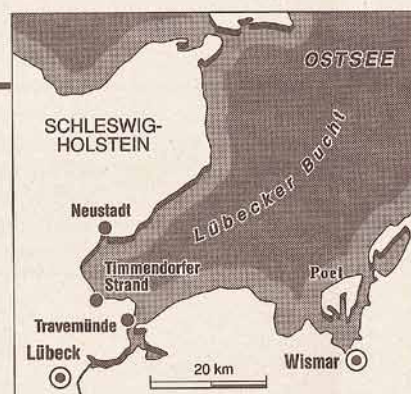 OSTSEE
SCHLESWIG-
HOLSTEIN
Lübecker Bucht
Neustadt
Timmendorfer
Strand
Poel
Travemünde
Lübeck
Wismar
20 km